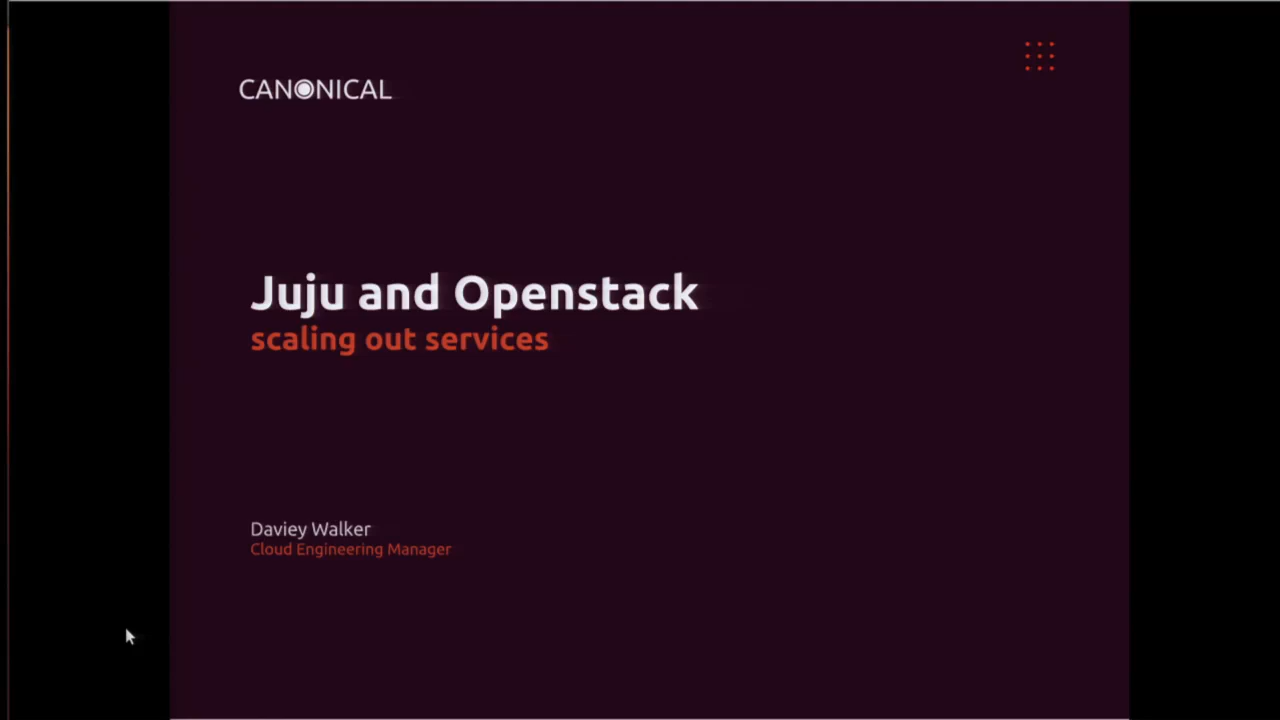 CANONICAL
Juju and Openstack
scaling out services
Daviey Walker
Cloud Engineering Manager